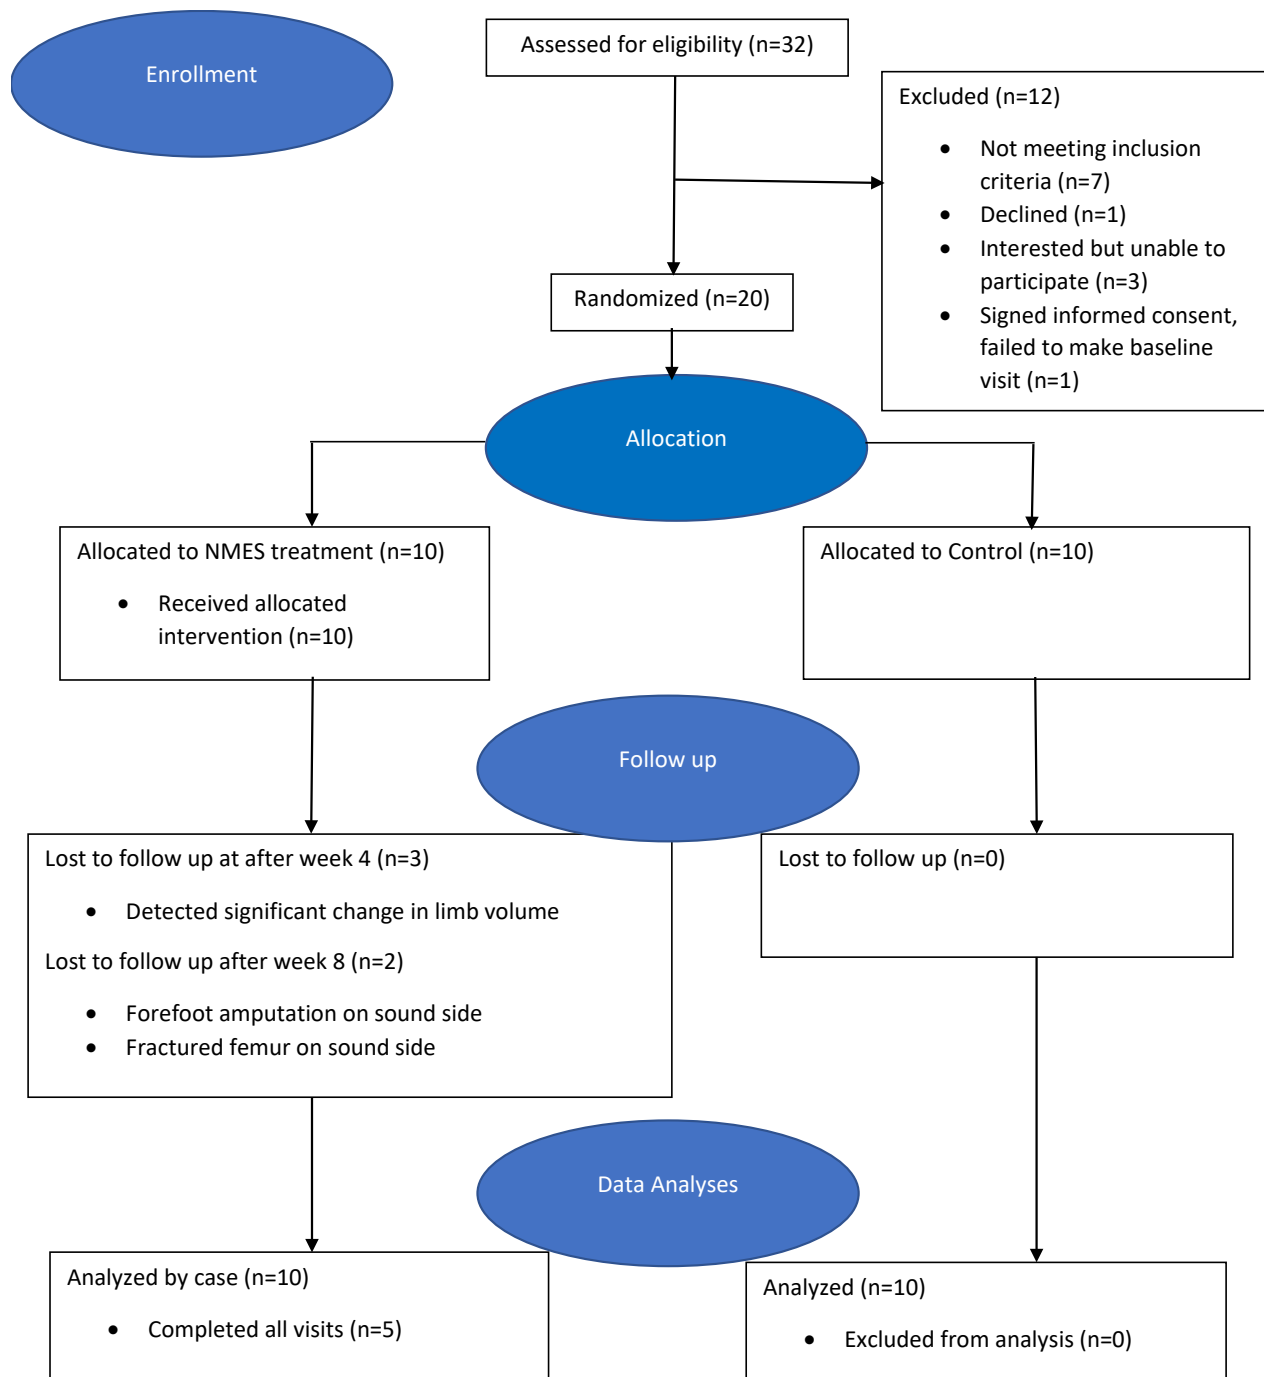 Enrollment
Assessed for eligibility (n=32)
Excluded (n=12)
• Not meeting inclusion
criteria (n=7)
• Declined (n=1)
• Interested but unable to
participate (n=3)
• Signed informed consent,
failed to make baseline
visit (n=1)
Randomized (n=20)
Allocation
Allocated to NMES treatment (n=10)
• Received allocated
intervention (n=10)
Allocated to Control (n=10)
Follow up
Lost to follow up at after week 4 (n=3)
• Detected significant change in limb volume
Lost to follow up after week 8 (n=2)
• Forefoot amputation on sound side
• Fractured femur on sound side
Lost to follow up (n=0)
Data Analyses
Analyzed by case (n=10)
• Completed all visits (n=5)
Analyzed (n=10)
• Excluded from analysis (n=0)